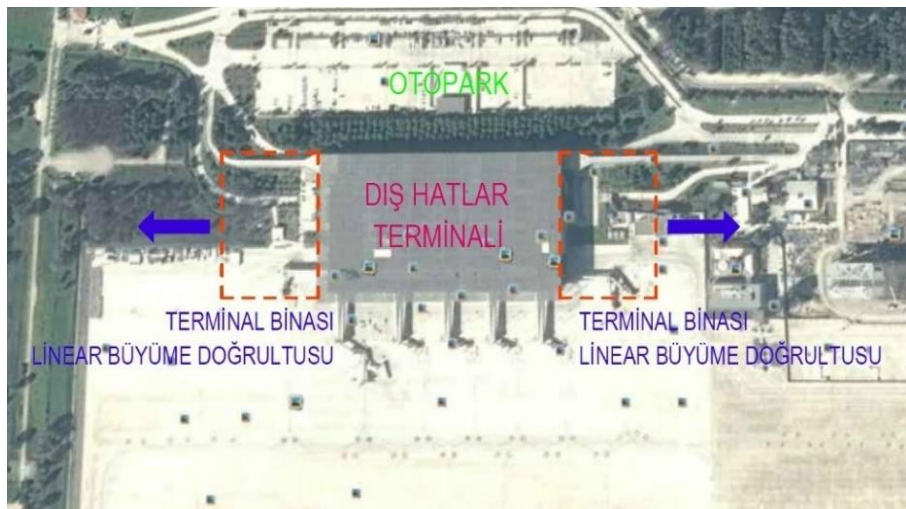 OTOPARK
DIŞ HATLAR
TERMİNALİ
TERMİNAL BİNASI
LİNEAR BÜYÜME DOĞRULTUSU
TERMİNAL BİNASI
LİNEAR BÜYÜME DOĞRULTUSU